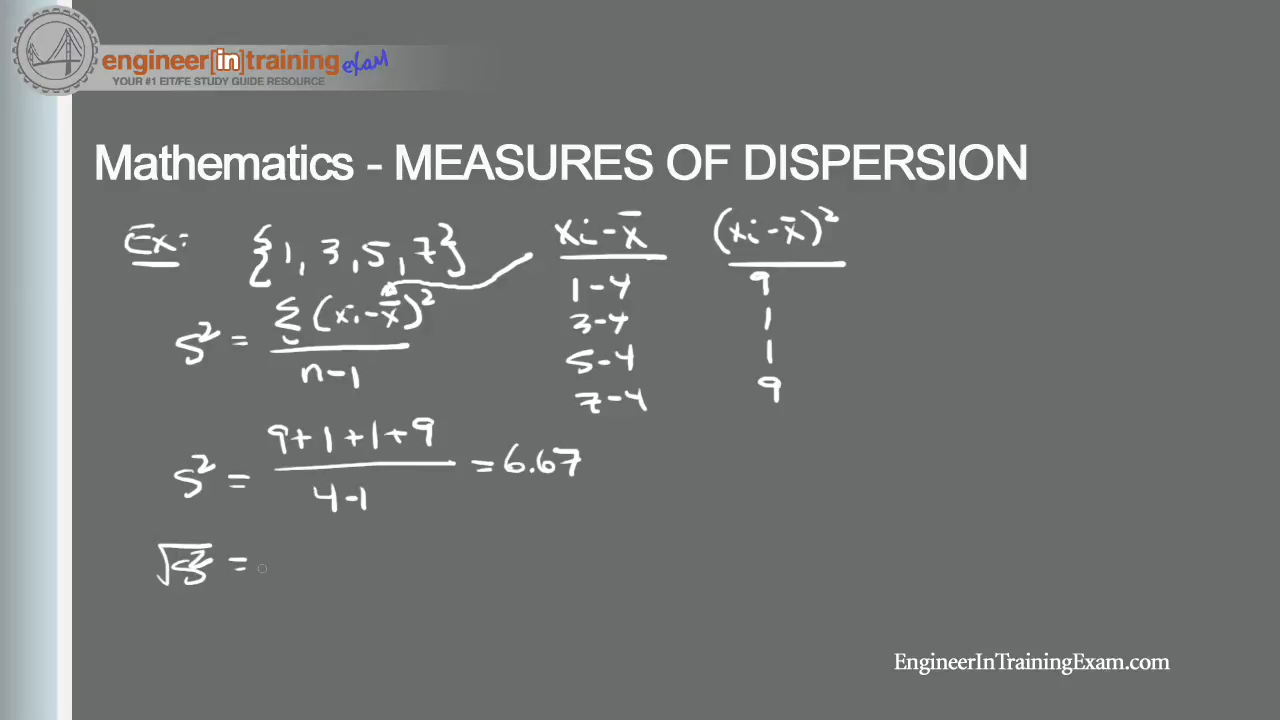 engineer[in]training exam
YOUR #1 EIT/FE STUDY GUIDE RESOURCE
Mathematics - MEASURES OF DISPERSION
Ex: {1, 3, 5, 7}
xi - x̄
(xi - x̄)²
1-4 9
3-4 1
5-4 1
7-4 9
S² = Σ(xi - x̄)² / n-1
S² = 9+1+1+9 / 4-1 = 6.67
√S² =
EngineerInTrainingExam.com